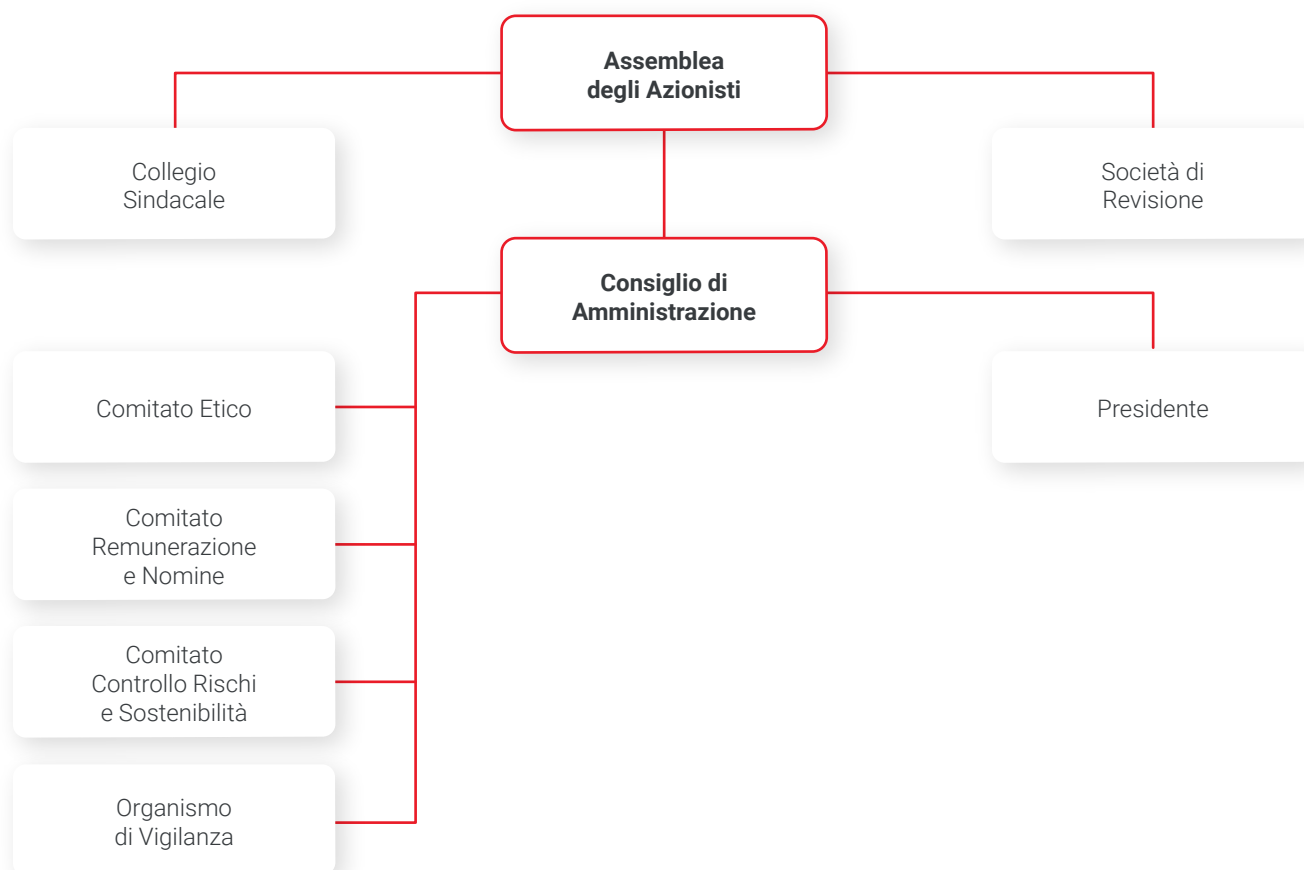 Assemblea
degli Azionisti
Collegio
Sindacale
Società di
Revisione
Consiglio di
Amministrazione
Comitato Etico
Presidente
Comitato
Remunerazione
e Nomine
Comitato
Controllo Rischi
e Sostenibilità
Organismo
di Vigilanza